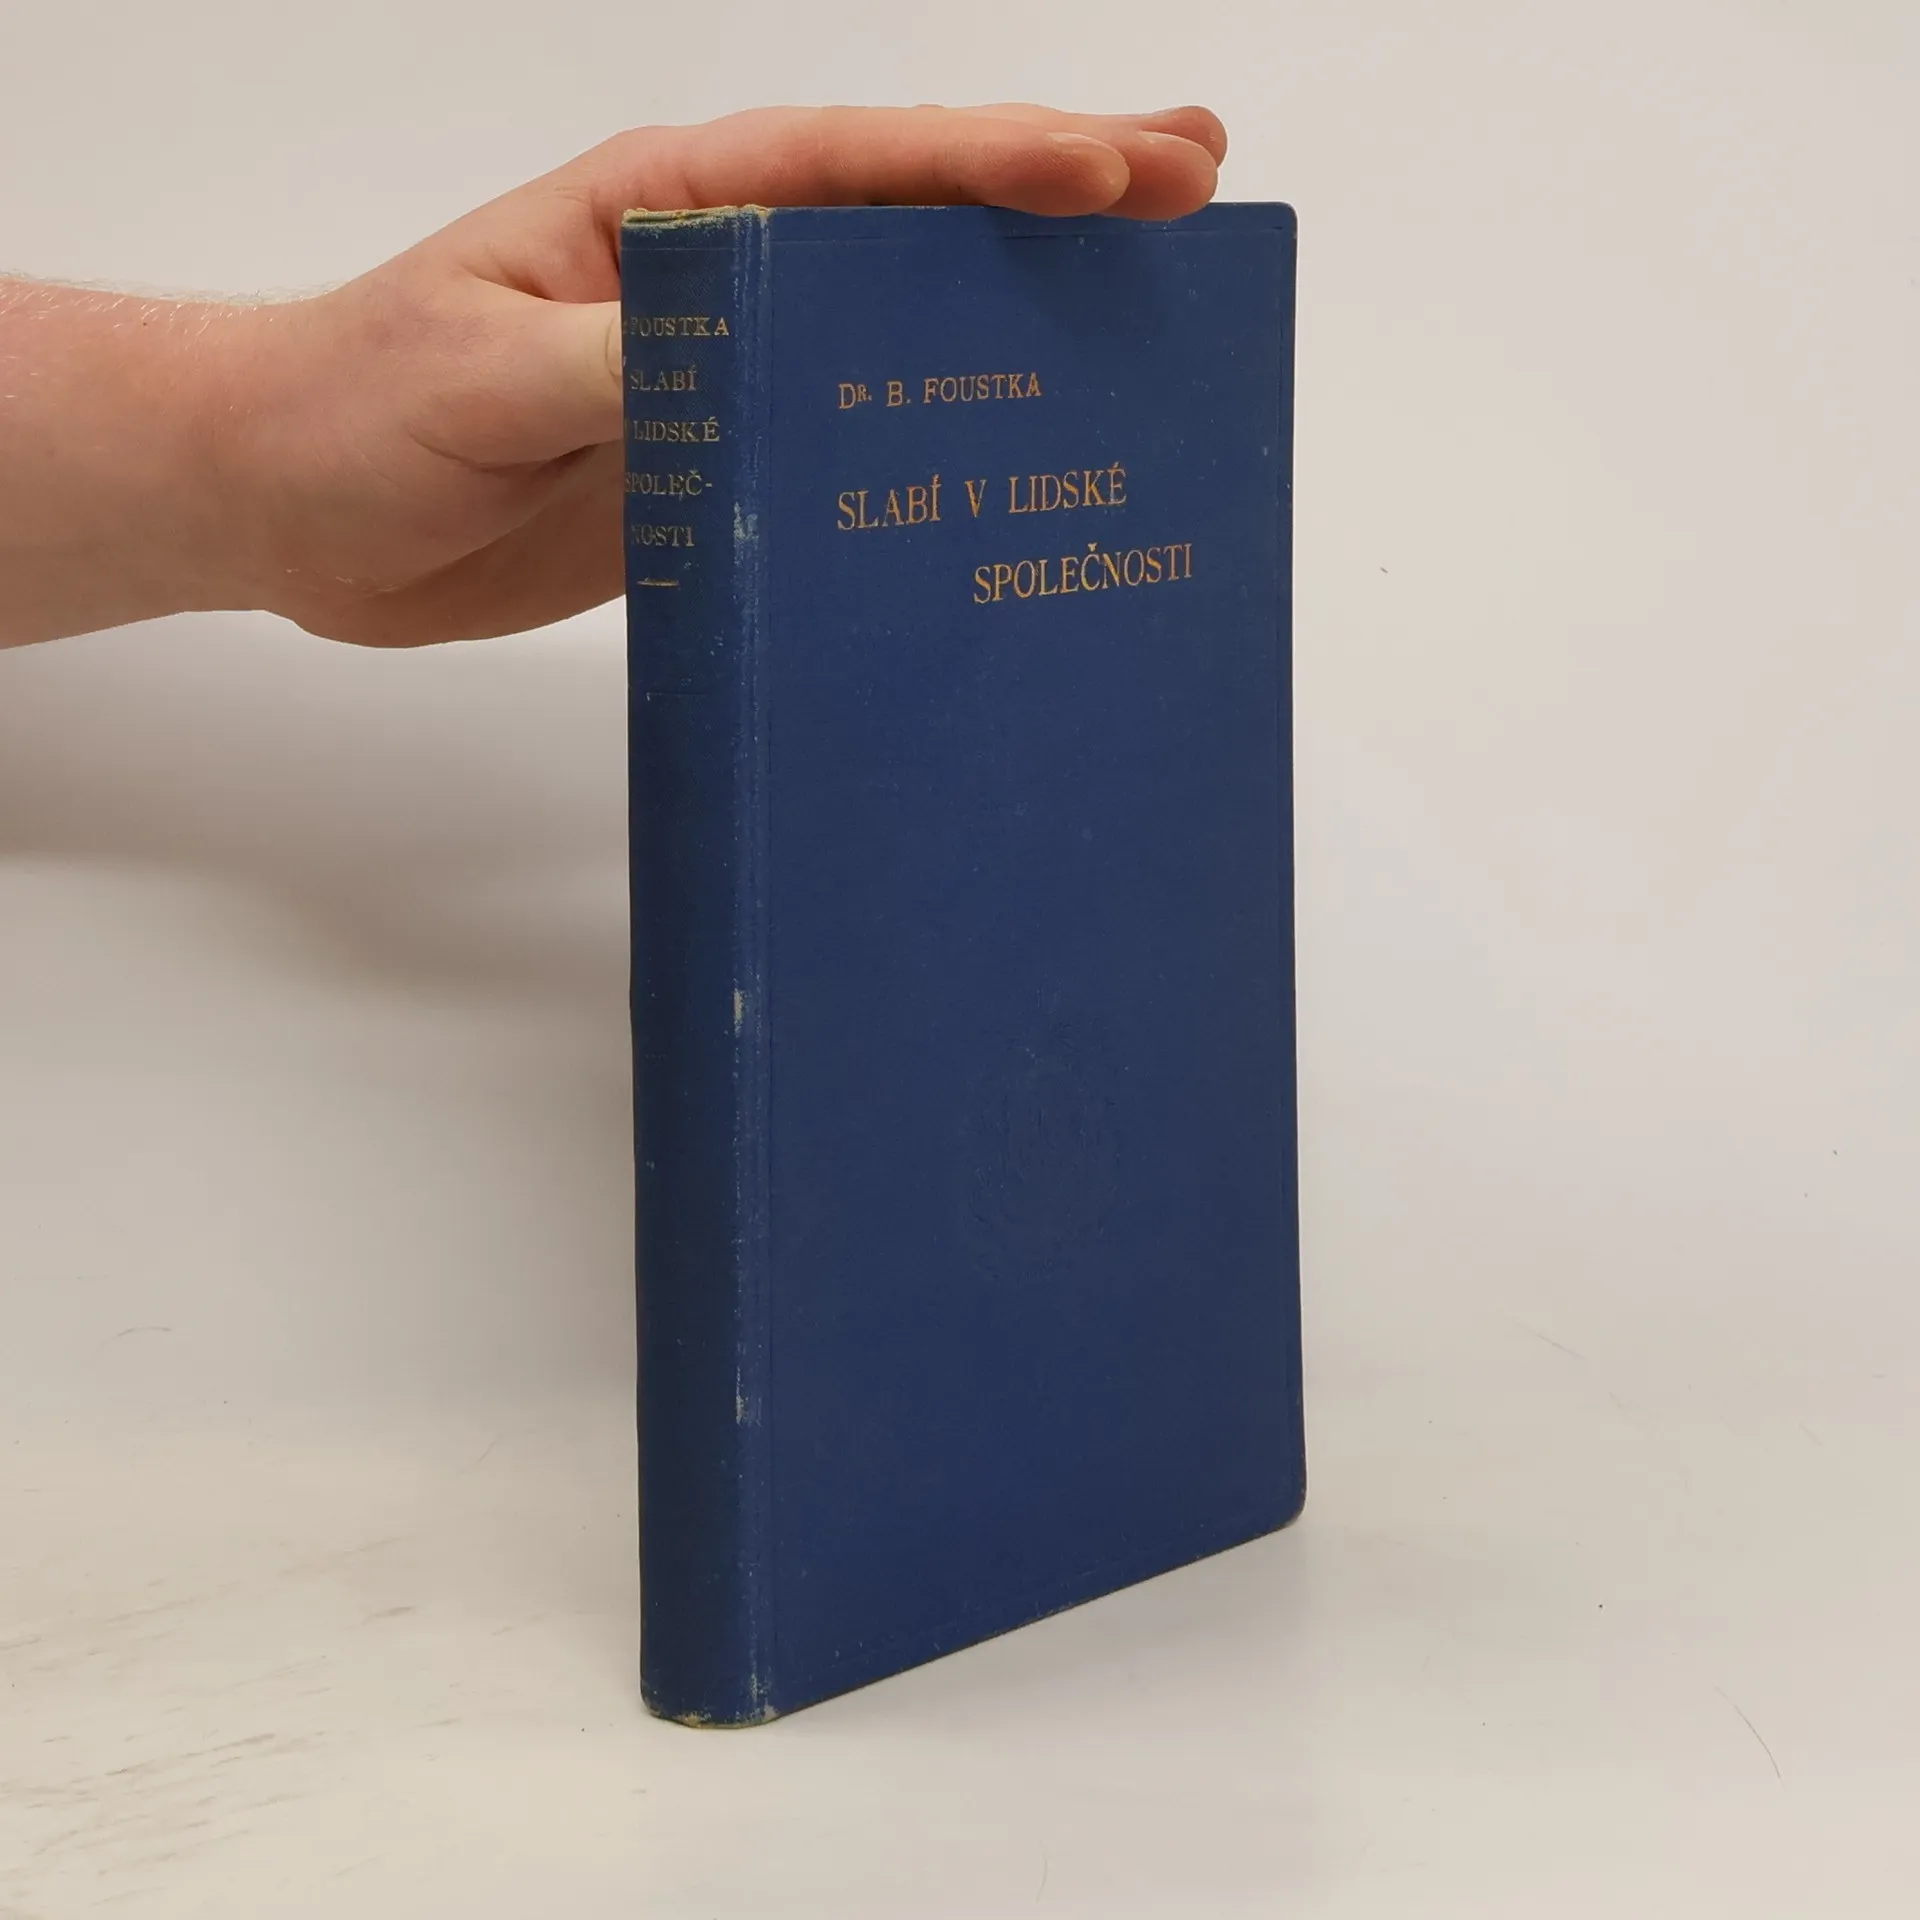 FOUSTKA
SLABÍ
V LIDSKÉ
SPOLEČ-
NOSTI
DR. B. FOUSTKA
SLABÍ V LIDSKÉ
SPOLEČNOSTI